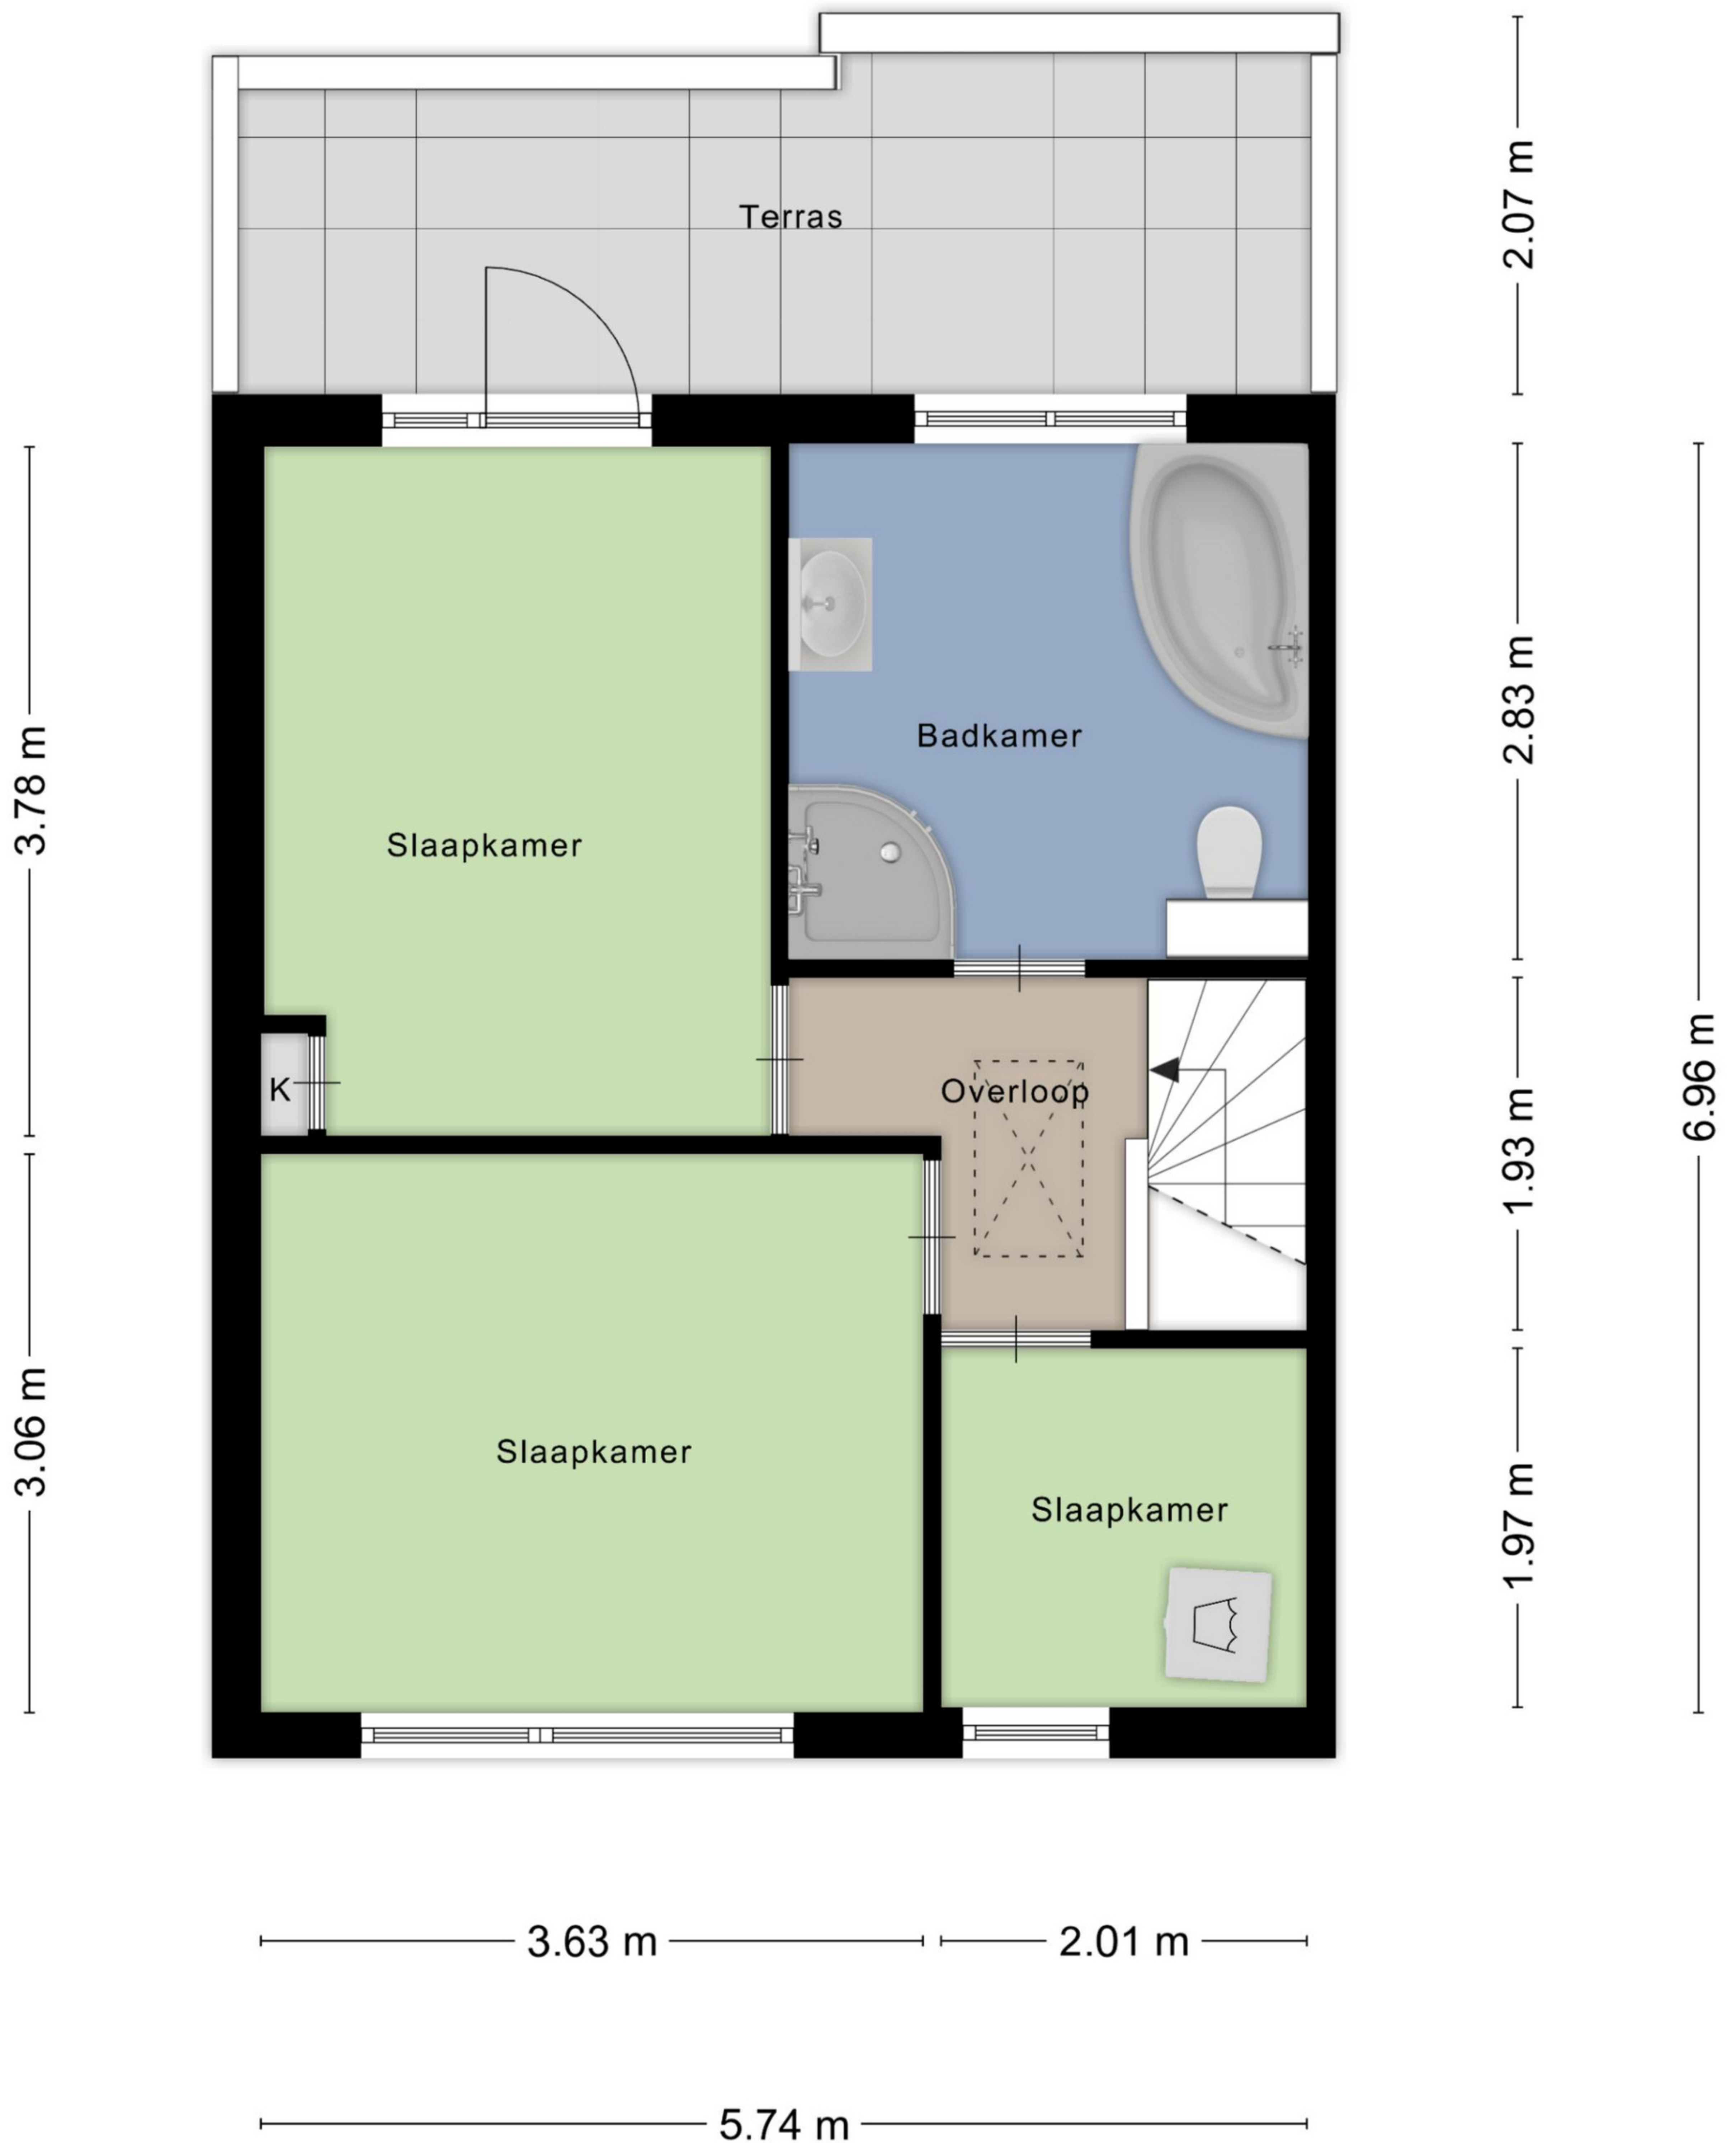 Terras
2.07 m
3.78 m
Slaapkamer
Badkamer
2.83 m
6.96 m
K
Overloop
1.93 m
3.06 m
Slaapkamer
Slaapkamer
1.97 m
3.63 m
2.01 m
5.74 m